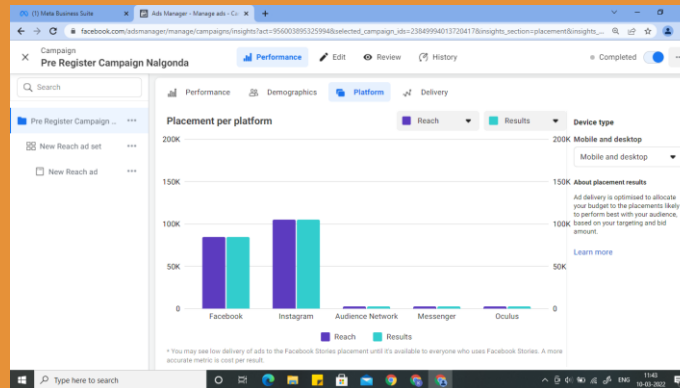 (1) Meta Business Suite
Ads Manager - Manage ads - Ca
facebook.com/adsmanager/manage/campaigns/insights?act=956003895325994&selected_campaign_ids=23849994013720417&insights_section=placement&insights_...
Campaign
Pre Register Campaign Nalgonda
Performance
Edit
Review
History
Completed
Search
Performance
Demographics
Platform
Delivery
Pre Register Campaign ...
New Reach ad set
New Reach ad
Placement per platform
Reach
Results
200K
150K
100K
50K
0
200K
150K
100K
50K
0
Facebook
Instagram
Audience Network
Messenger
Oculus
Reach
Results
* You may see low delivery of ads to the Facebook Stories placement until it's available to everyone who uses Facebook Stories. A more
accurate metric is cost per result.
Device type
Mobile and desktop
Mobile and desktop
About placement results
Ad delivery is optimised to allocate
your budget to the placements likely
to perform best with your audience,
based on your targeting and bid
amount.
Learn more
Type here to search
ENG
11:43
10-03-2022